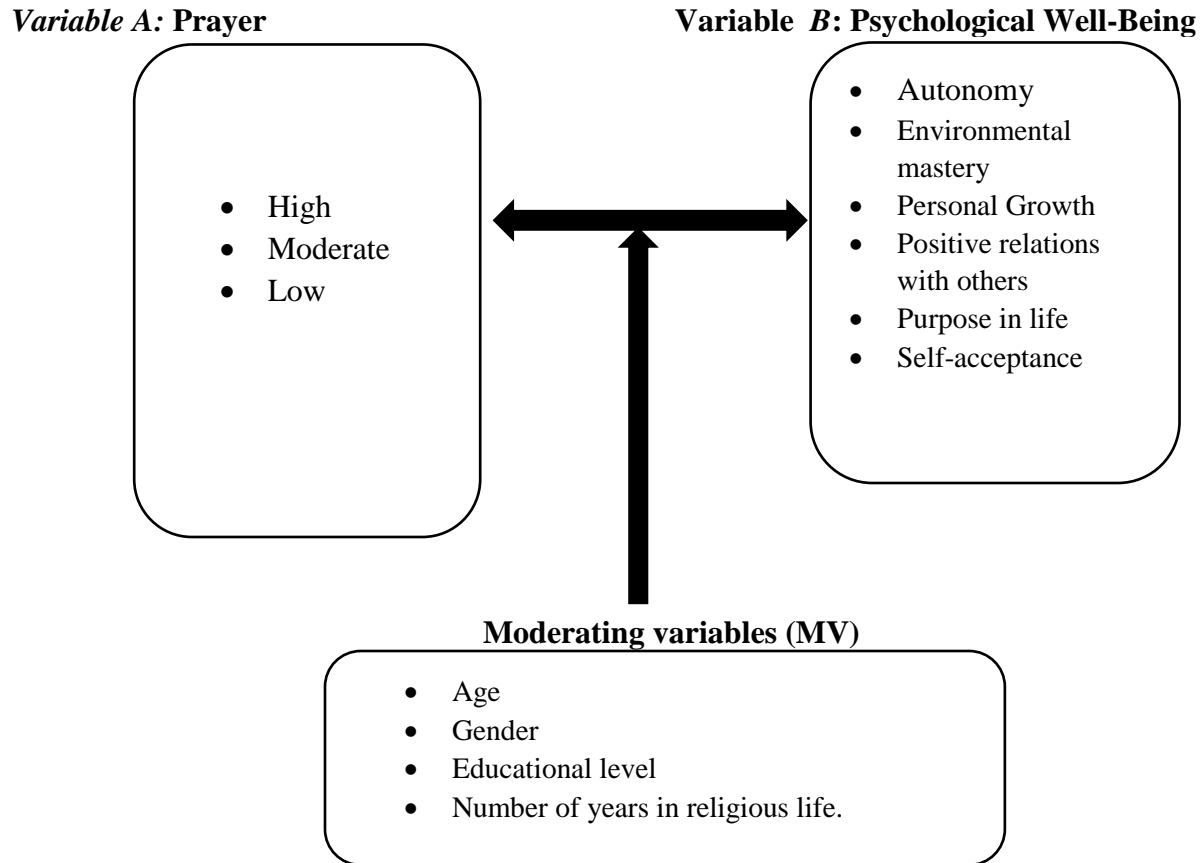 Variable A: Prayer
Variable B: Psychological Well-Being
• High
• Moderate
• Low
• Autonomy
• Environmental
mastery
• Personal Growth
• Positive relations
with others
• Purpose in life
• Self-acceptance
Moderating variables (MV)
• Age
• Gender
• Educational level
• Number of years in religious life.